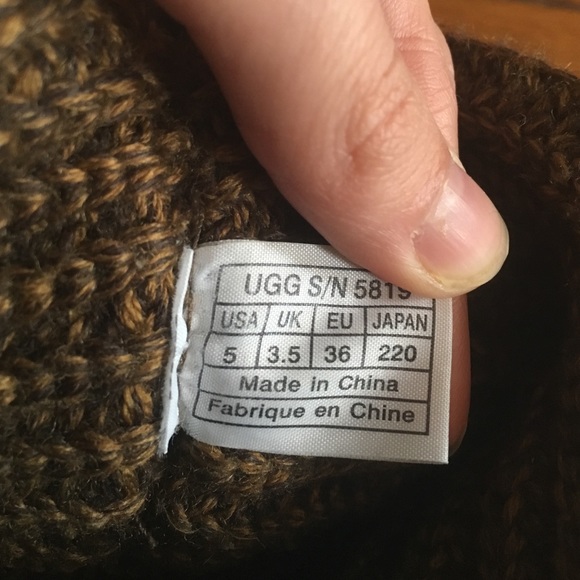 UGG S/N 5819
USA UK EU JAPAN
5 3.5 36 220
Made in China
Fabrique en Chine